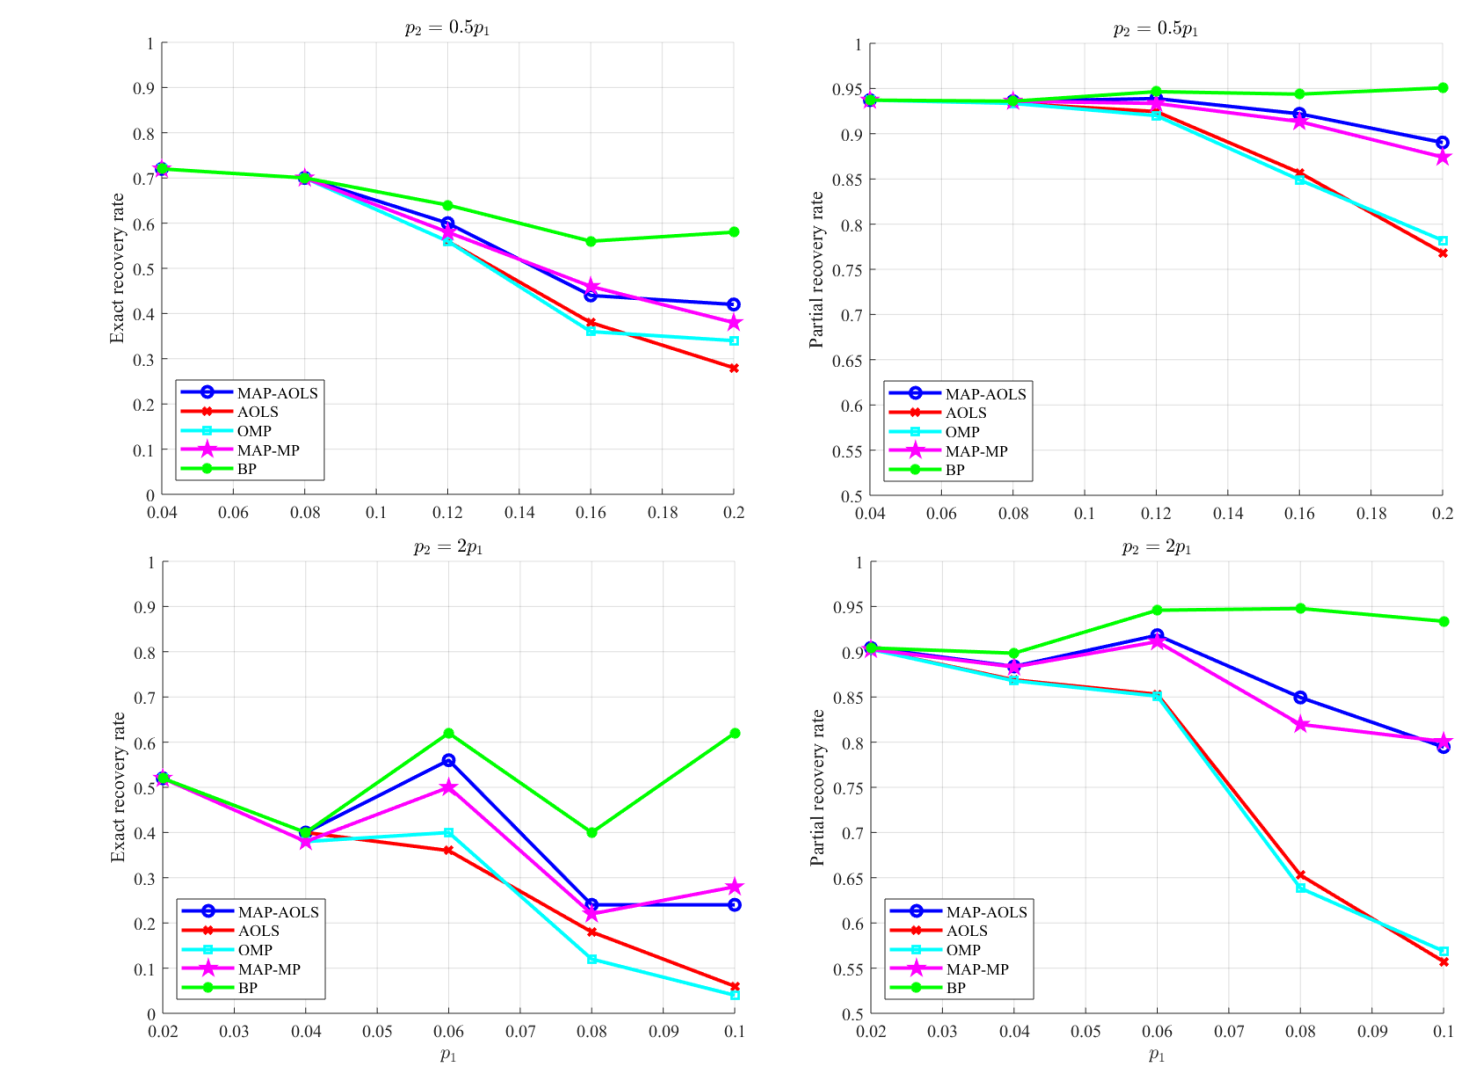 p₂ = 0.5p₁
Exact recovery rate
1
0.9
0.8
0.7
0.6
0.5
0.4
0.3
0.2
0.1
0
MAP-AOLS
AOLS
OMP
MAP-MP
BP
0.04 0.06 0.08 0.1 0.12 0.14 0.16 0.18 0.2
p₂ = 0.5p₁
Partial recovery rate
1
0.95
0.9
0.85
0.8
0.75
0.7
0.65
0.6
0.55
0.5
MAP-AOLS
AOLS
OMP
MAP-MP
BP
0.04 0.06 0.08 0.1 0.12 0.14 0.16 0.18 0.2
p₂ = 2p₁
Exact recovery rate
1
0.9
0.8
0.7
0.6
0.5
0.4
0.3
0.2
0.1
0
MAP-AOLS
AOLS
OMP
MAP-MP
BP
0.02 0.03 0.04 0.05 0.06 0.07 0.08 0.09 0.1
p₁
p₂ = 2p₁
Partial recovery rate
1
0.95
0.9
0.85
0.8
0.75
0.7
0.65
0.6
0.55
0.5
MAP-AOLS
AOLS
OMP
MAP-MP
BP
0.02 0.03 0.04 0.05 0.06 0.07 0.08 0.09 0.1
p₁